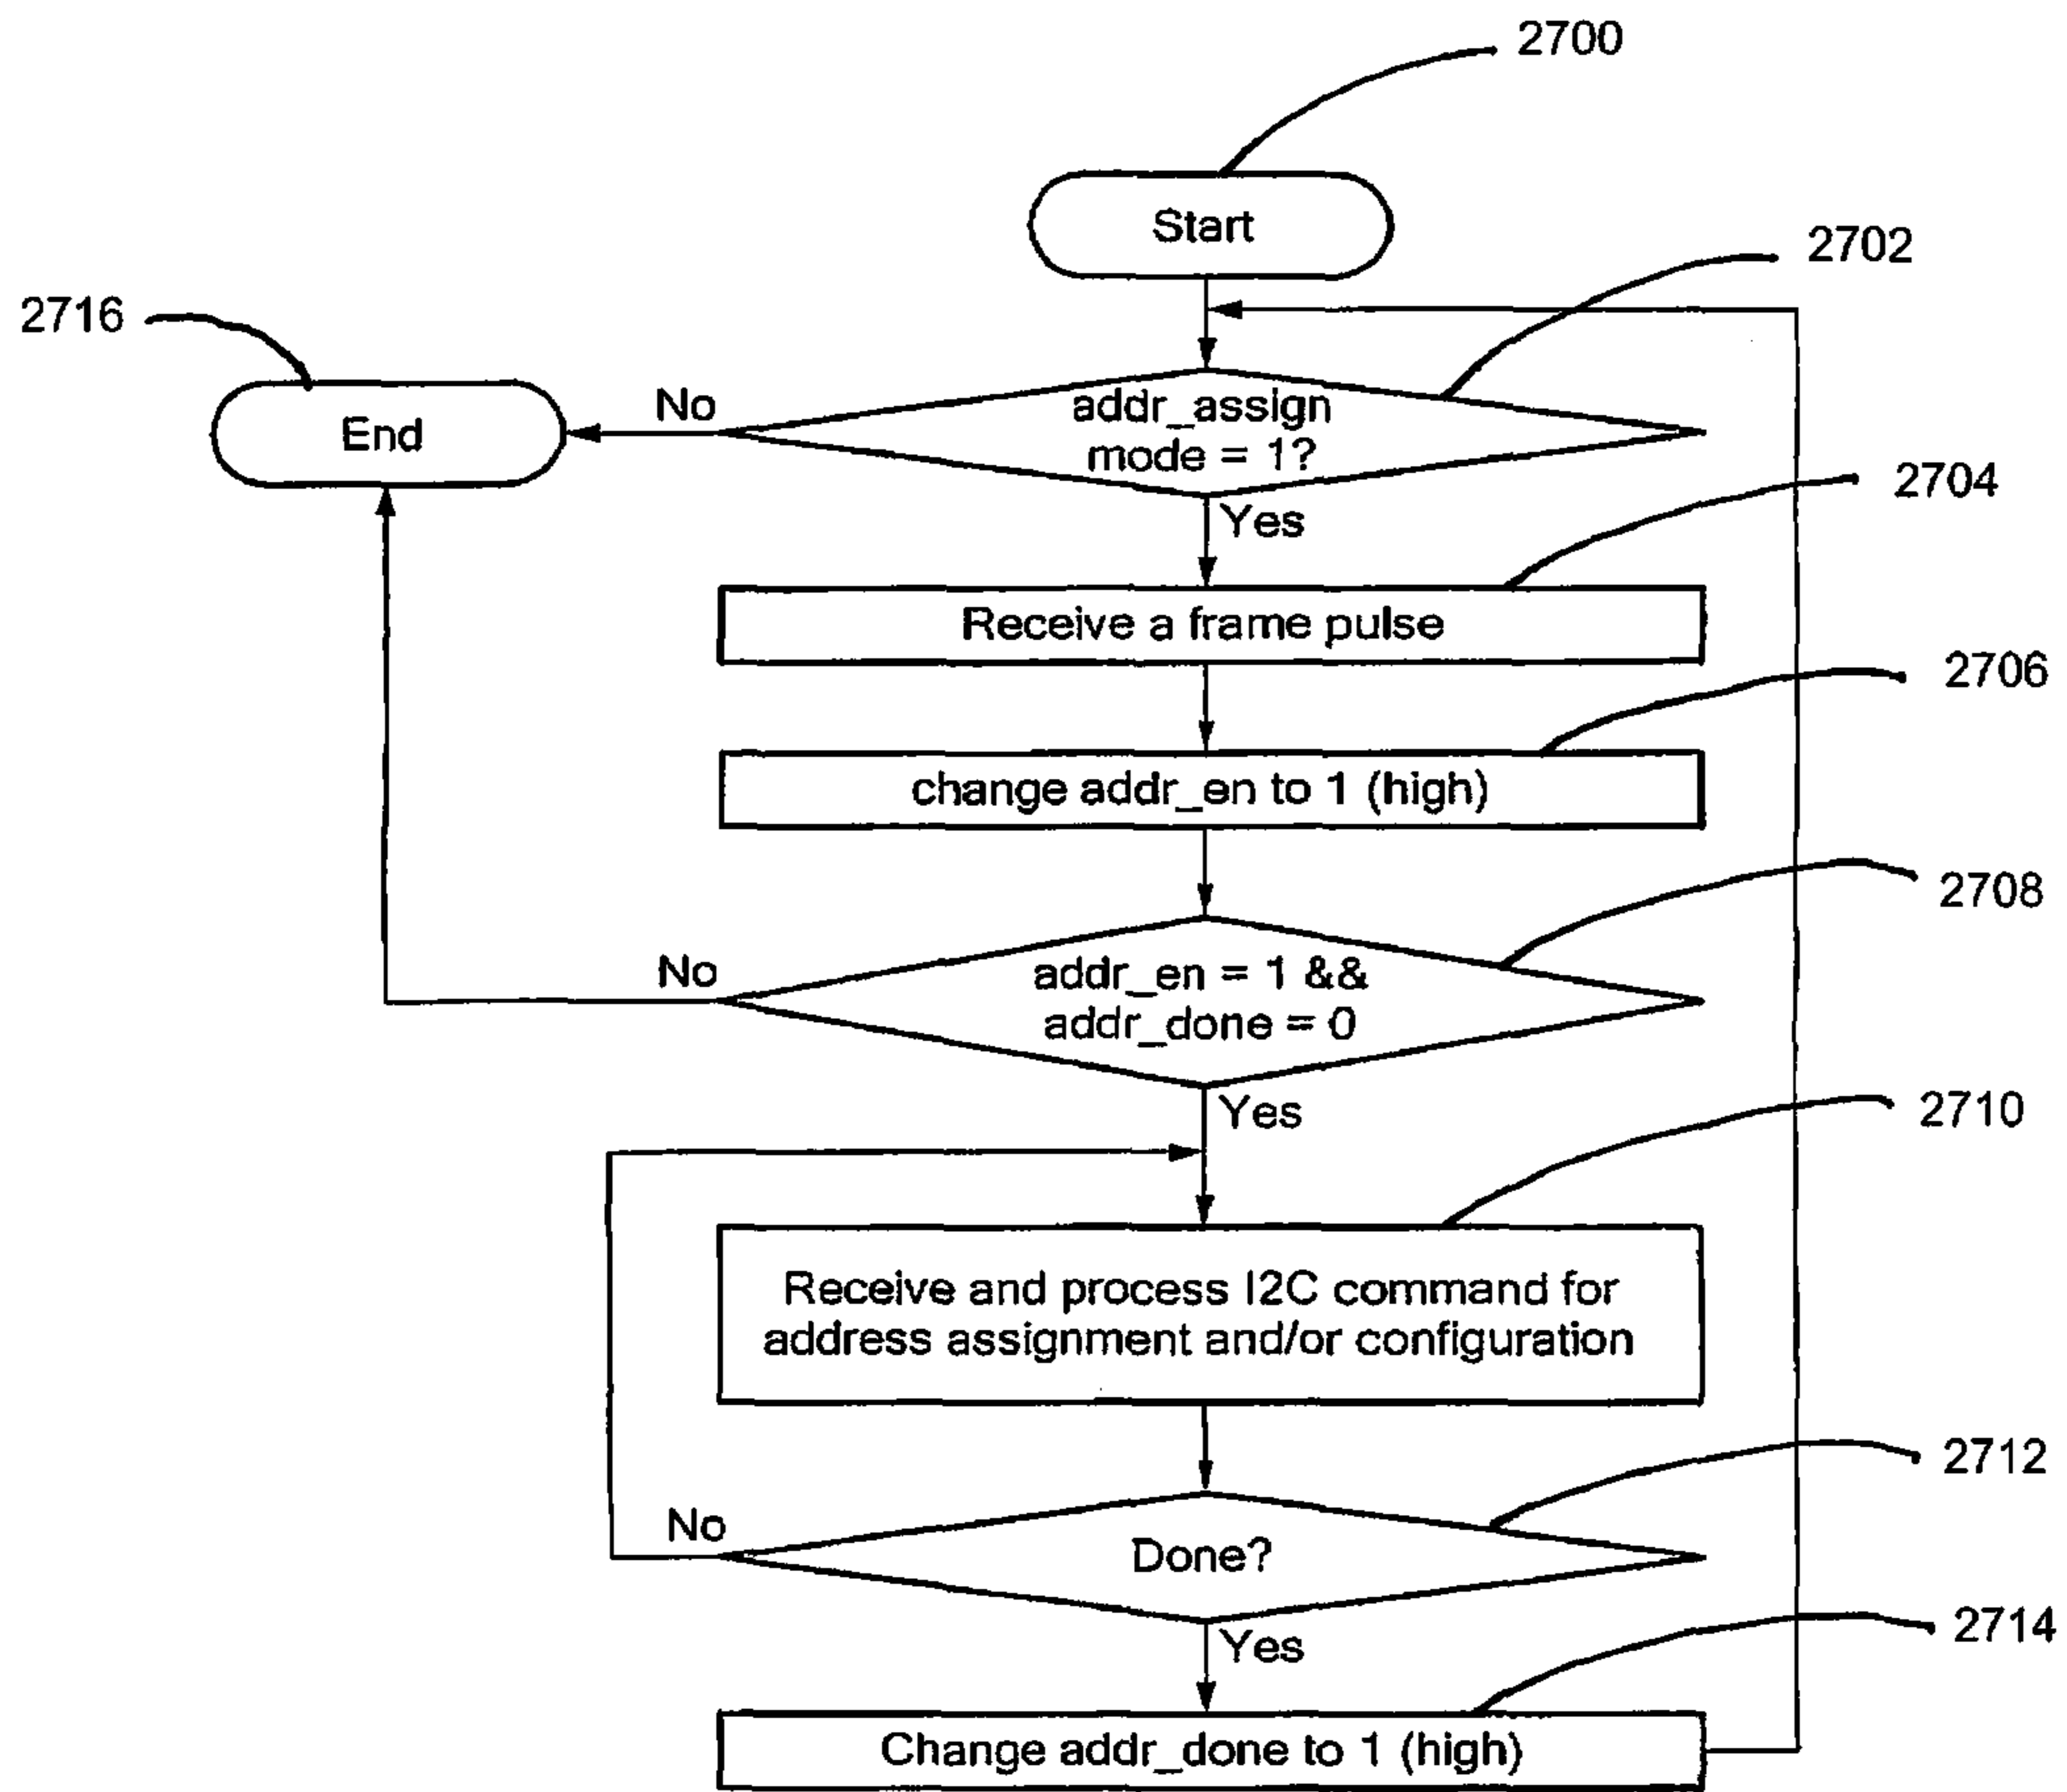 2700
Start
2702
2716
No
addr_assign
mode = 1?
End
Yes
2704
Receive a frame pulse
2706
change addr_en to 1 (high)
2708
No
addr_en = 1 &&
addr_done = 0
Yes
2710
Receive and process I2C command for
address assignment and/or configuration
2712
No
Done?
Yes
2714
Change addr_done to 1 (high)